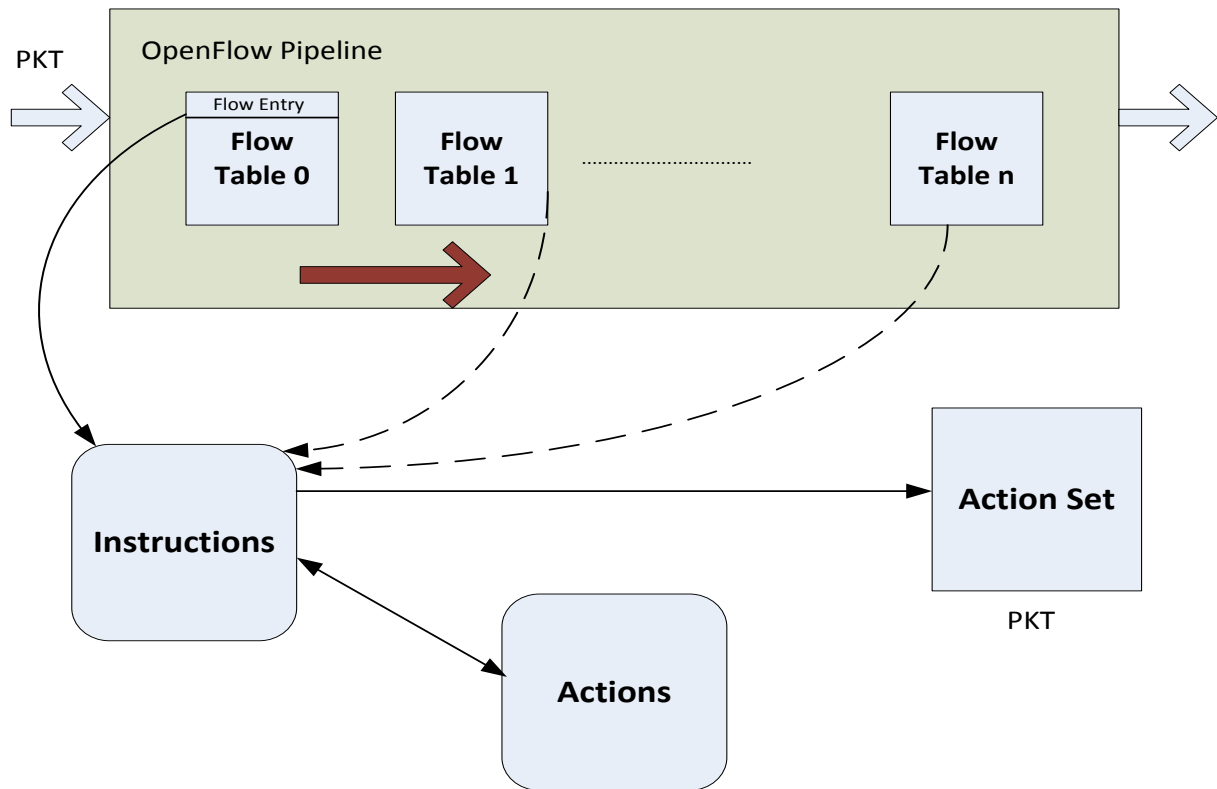 PKT
OpenFlow Pipeline
Flow Entry
Flow
Table 0
Flow
Table 1
Flow
Table n
Instructions
Action Set
PKT
Actions